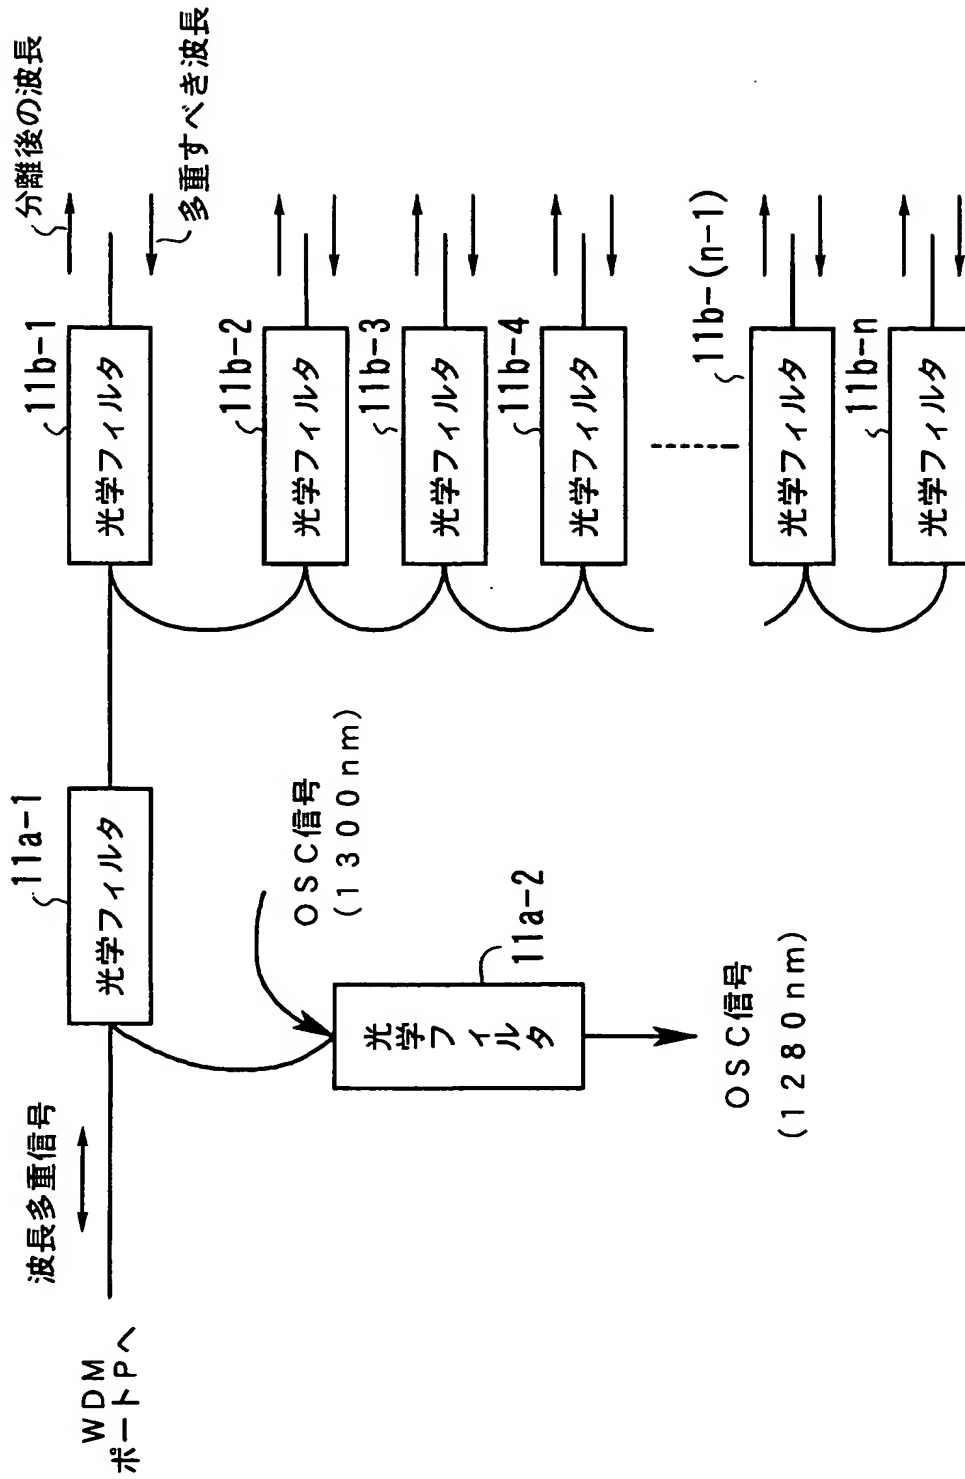 WDM
ポートPへ
波長多重信号
11a-1
光学フィルタ
OSC信号
(1300nm)
11a-2
光学
フィルタ
OSC信号
(1280nm)
分離後の波長
多重すべき波長
11b-1
光学フィルタ
11b-2
光学フィルタ
11b-3
光学フィルタ
11b-4
光学フィルタ
11b-(n-1)
光学フィルタ
11b-n
光学フィルタ